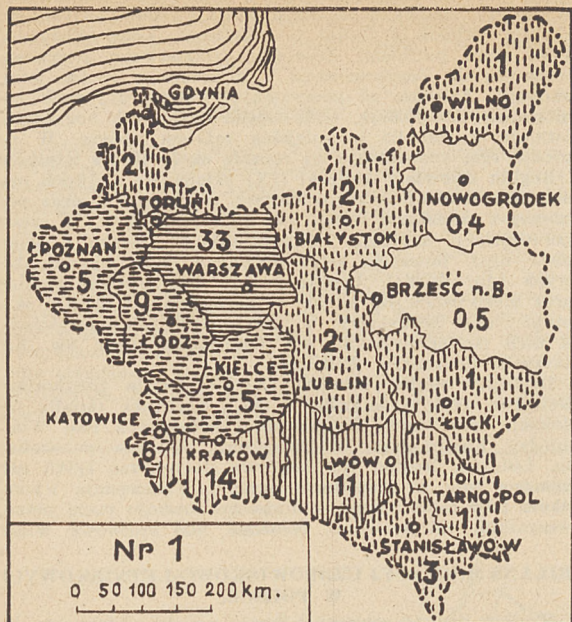 GDYNIA
1
WILNO
2
TORUŃ
2
NOWOGRÓDEK
0,4
BIAŁYSTOK
POZNAŃ
5
33
WARSZAWA
9
ŁÓDŹ
BRZEŚĆ n.B.
0,5
2
LUBLIN
KIELCE
5
1
ŁUCK
KATOWICE
6
KRAKÓW
14
LWÓW
11
TARNOPOL
1
STANISŁAWÓW
3
Nr 1
0 50 100 150 200 km.